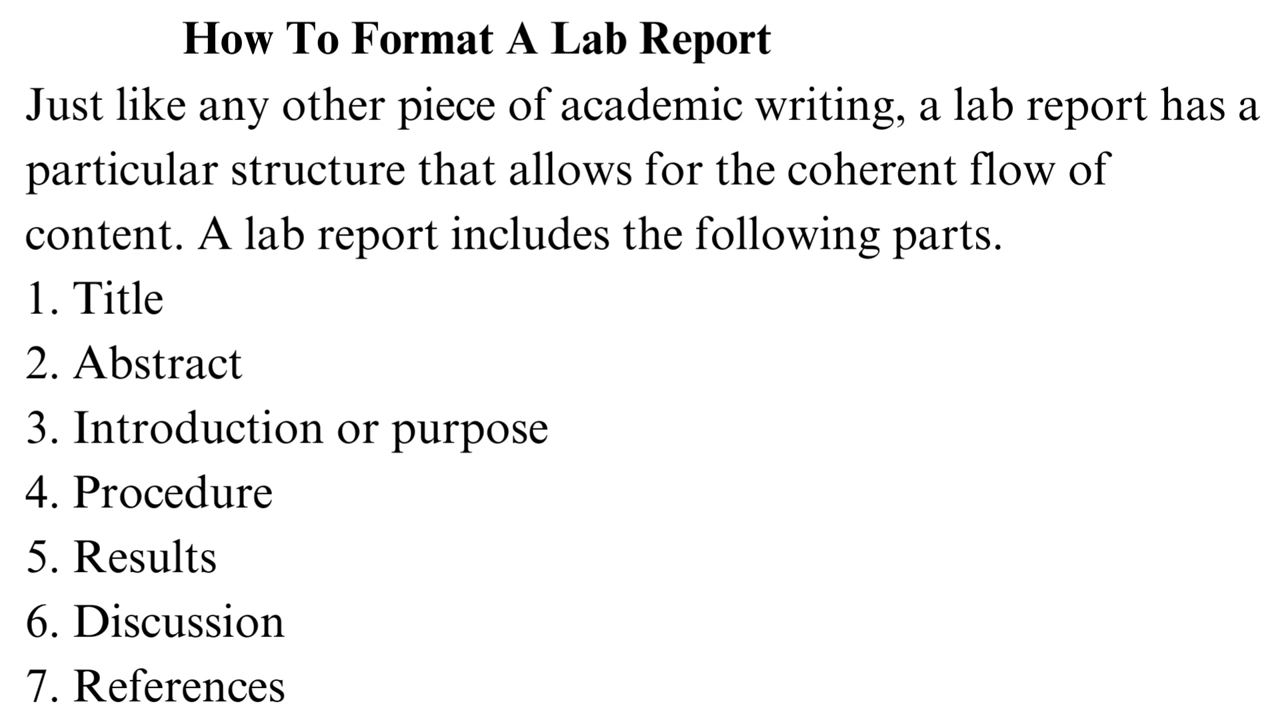 How To Format A Lab Report
Just like any other piece of academic writing, a lab report has a
particular structure that allows for the coherent flow of
content. A lab report includes the following parts.
1. Title
2. Abstract
3. Introduction or purpose
4. Procedure
5. Results
6. Discussion
7. References